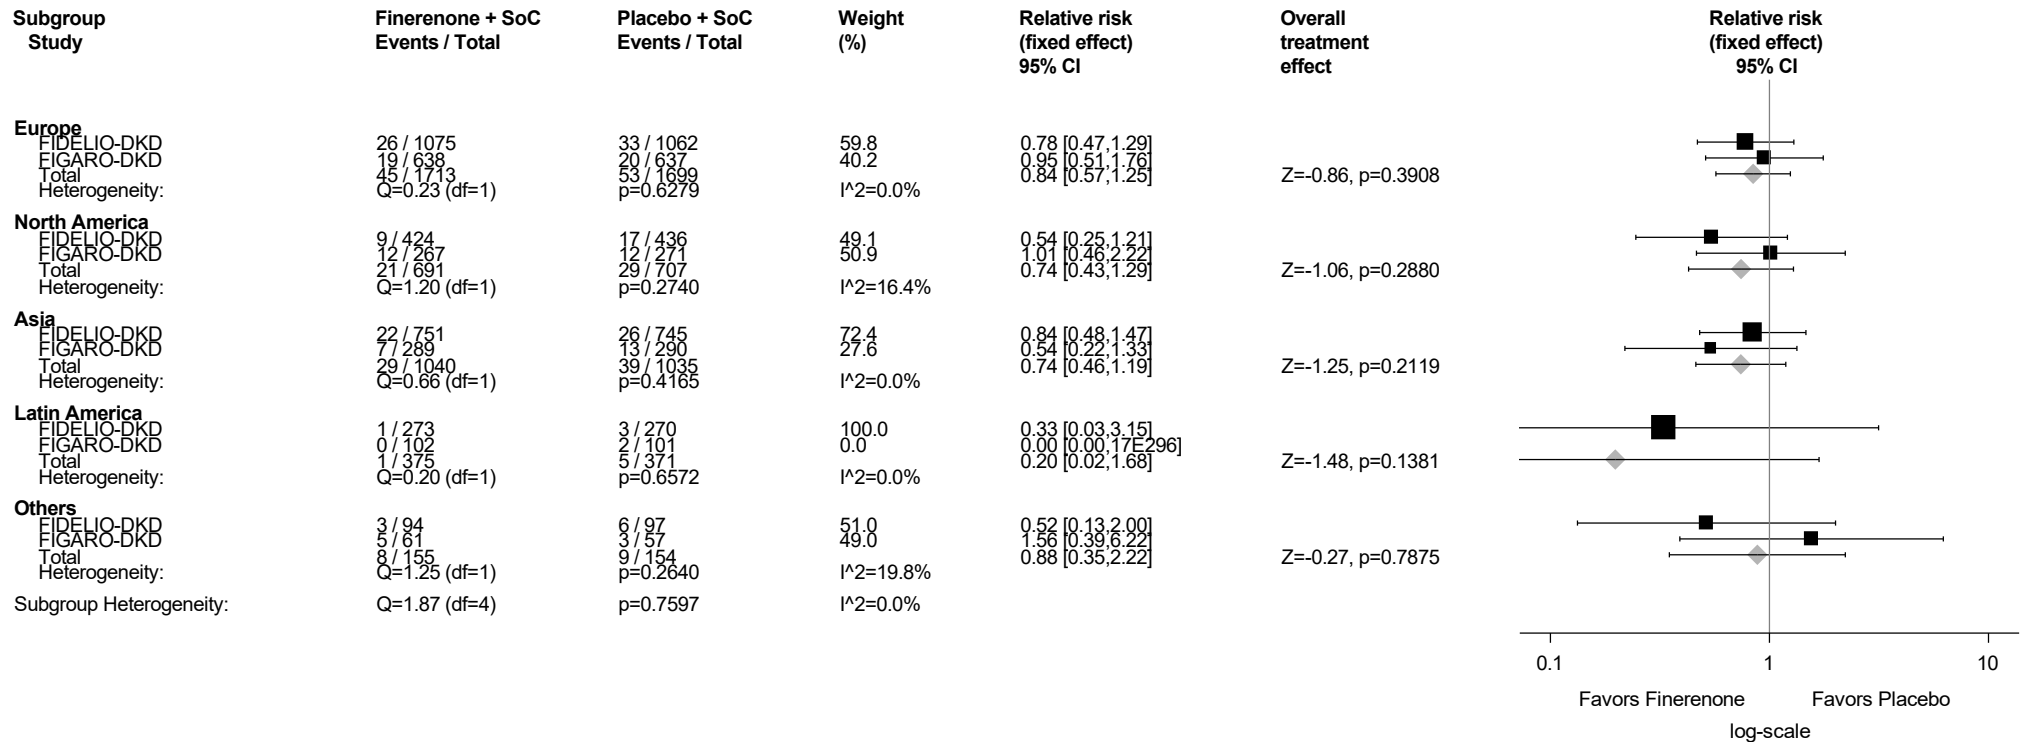 Subgroup Finerenone + SoC Placebo + SoC Weight Relative risk Overall Relative risk
Study Events / Total Events / Total (%) (fixed effect) treatment (fixed effect)
95% CI effect 95% CI
Europe
FIDELIO-DKD 26 / 1075 33 / 1062 59.8 0.78 [0.47,1.29]
FIGARO-DKD 19 / 638 20 / 637 40.2 0.95 [0.51,1.76]
Total 45 / 1713 53 / 1699 0.84 [0.57,1.25] Z=-0.86, p=0.3908
Heterogeneity: Q=0.23 (df=1) p=0.6279 I^2=0.0%
North America
FIDELIO-DKD 9 / 424 17 / 436 49.1 0.54 [0.25,1.21]
FIGARO-DKD 12 / 267 12 / 271 50.9 1.01 [0.46,2.22]
Total 21 / 691 29 / 707 0.74 [0.43,1.29] Z=-1.06, p=0.2880
Heterogeneity: Q=1.20 (df=1) p=0.2740 I^2=16.4%
Asia
FIDELIO-DKD 22 / 751 26 / 745 72.4 0.84 [0.48,1.47]
FIGARO-DKD 7 / 289 13 / 290 27.6 0.54 [0.22,1.33]
Total 29 / 1040 39 / 1035 0.74 [0.46,1.19] Z=-1.25, p=0.2119
Heterogeneity: Q=0.66 (df=1) p=0.4165 I^2=0.0%
Latin America
FIDELIO-DKD 1 / 273 3 / 270 100.0 0.33 [0.03,3.15]
FIGARO-DKD 0 / 102 2 / 101 0.0 0.00 [0.00,17E296]
Total 1 / 375 5 / 371 0.20 [0.02,1.68] Z=-1.48, p=0.1381
Heterogeneity: Q=0.20 (df=1) p=0.6572 I^2=0.0%
Others
FIDELIO-DKD 3 / 94 6 / 97 51.0 0.52 [0.13,2.00]
FIGARO-DKD 5 / 61 3 / 57 49.0 1.56 [0.39,6.22]
Total 8 / 155 9 / 154 0.88 [0.35,2.22] Z=-0.27, p=0.7875
Heterogeneity: Q=1.25 (df=1) p=0.2640 I^2=19.8%
Subgroup Heterogeneity: Q=1.87 (df=4) p=0.7597 I^2=0.0%
0.1 1 10
Favors Finerenone Favors Placebo
log-scale